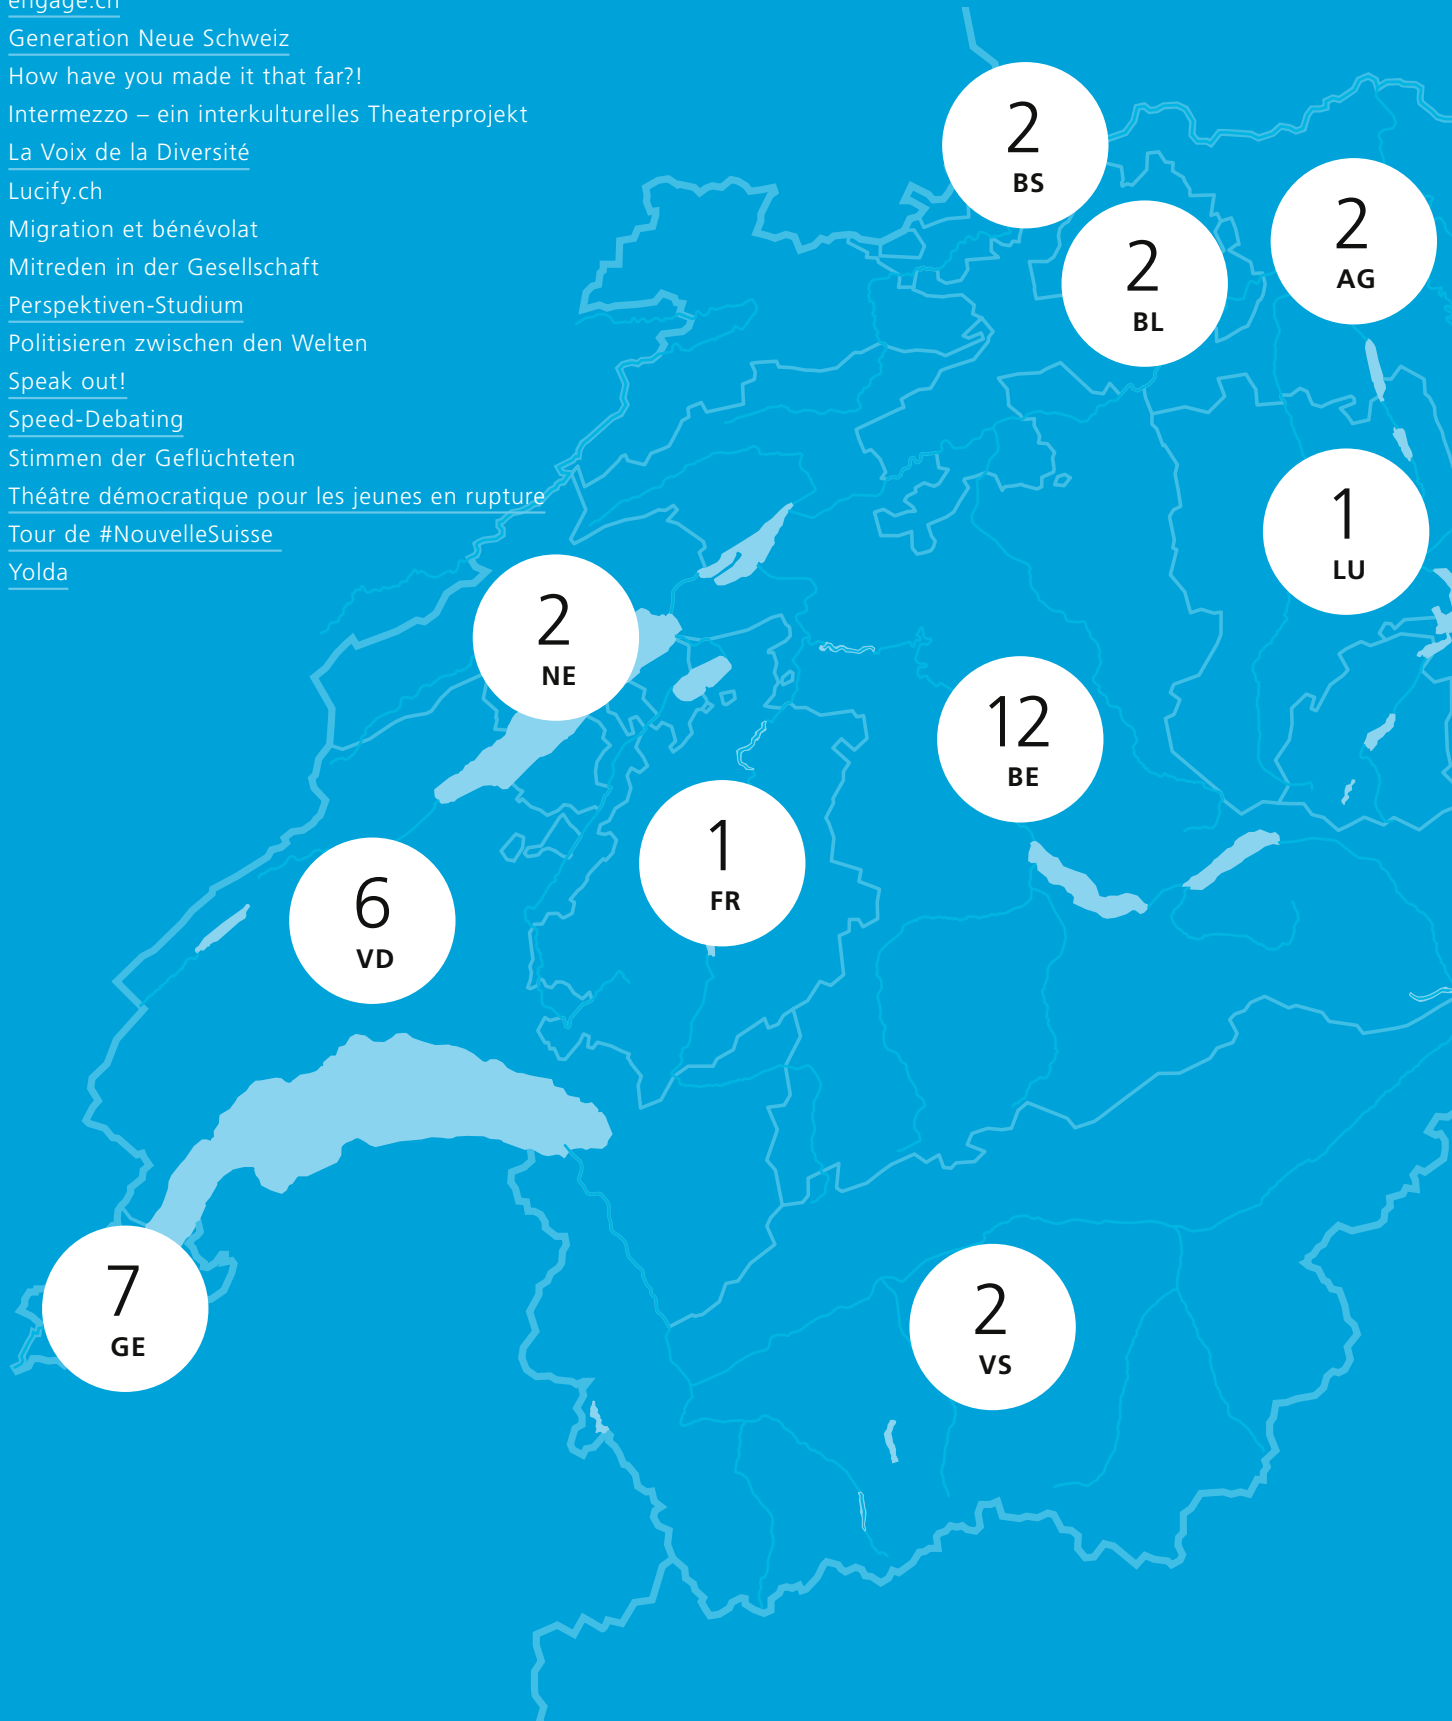 engage.ch
Generation Neue Schweiz
How have you made it that far?!
Intermezzo – ein interkulturelles Theaterprojekt
La Voix de la Diversité
Lucify.ch
Migration et bénévolat
Mitreden in der Gesellschaft
Perspektiven-Studium
Politisieren zwischen den Welten
Speak out!
Speed-Debating
Stimmen der Geflüchteten
Théâtre démocratique pour les jeunes en rupture
Tour de #NouvelleSuisse
Yolda
2
BS
2
BL
2
AG
1
LU
2
NE
12
BE
1
FR
6
VD
7
GE
2
VS